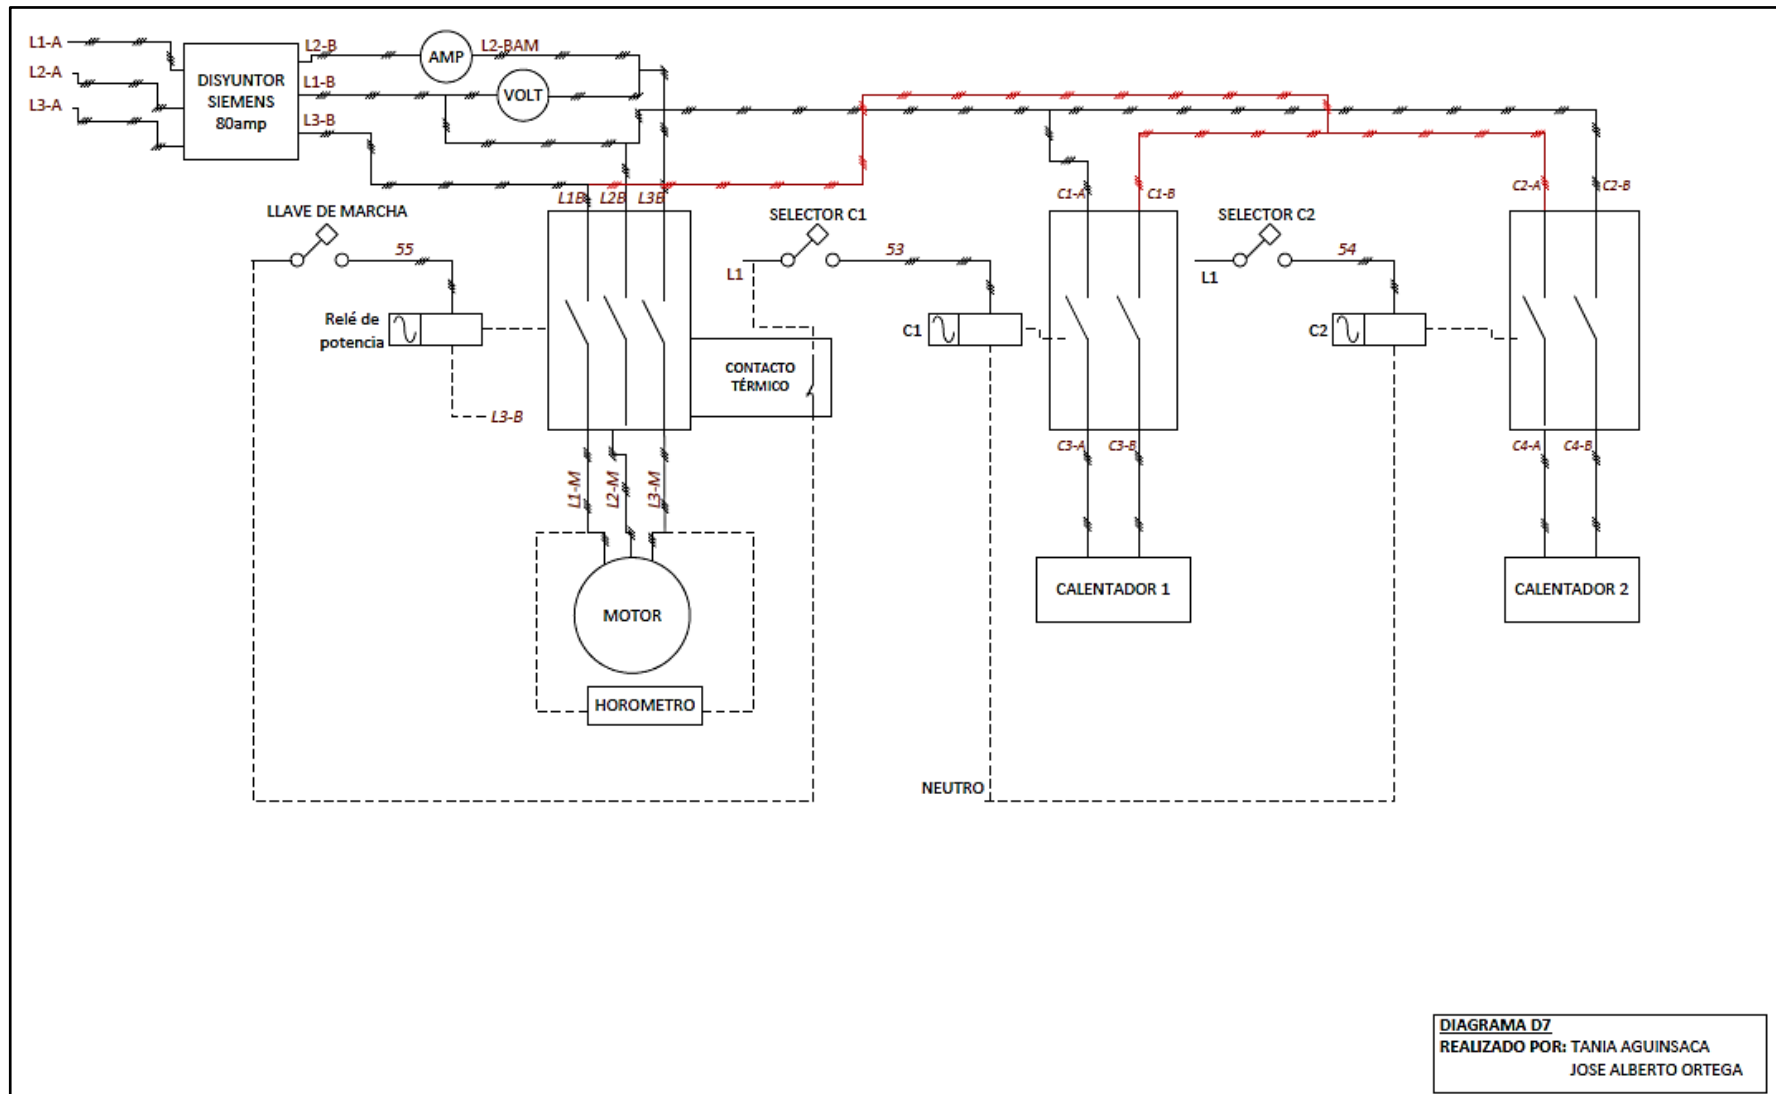 L1-A
L2-B
AMP
L2-BAM
L2-A
DISYUNTOR
SIEMENS
80amp
L1-B
VOLT
L3-A
L3-B
L1B
L2B
L3B
C1-A
C1-B
C2-A
C2-B
LLAVE DE MARCHA
SELECTOR C1
SELECTOR C2
55
53
54
L1
L1
Relé de
potencia
C1
C2
CONTACTO
TÉRMICO
L3-B
C3-A
C3-B
C4-A
C4-B
L1-M
L2-M
L3-M
MOTOR
CALENTADOR 1
CALENTADOR 2
HOROMETRO
NEUTRO
DIAGRAMA D7
REALIZADO POR: TANIA AGUINSACA
JOSE ALBERTO ORTEGA